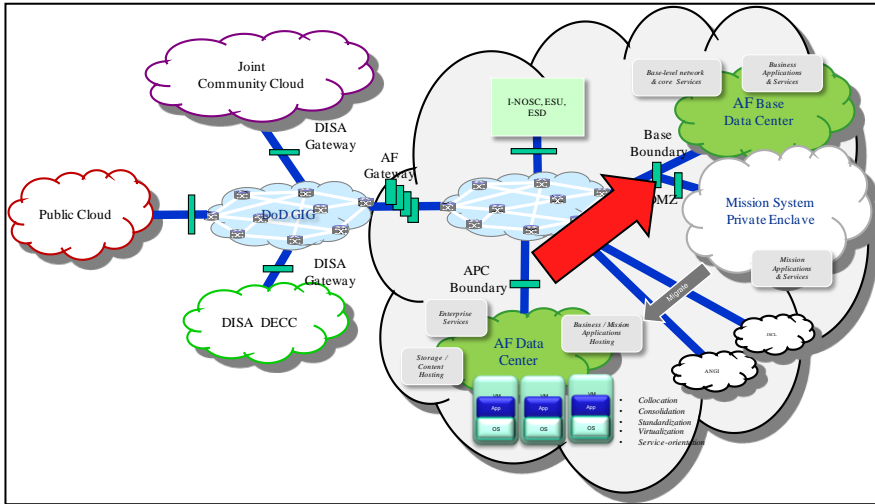 Joint
Community Cloud
DISA
Gateway
AF
Gateway
I-NOSC, ESU,
ESD
Base-level network
& core Services
Business
Applications
& Services
AF Base
Data Center
Base
Boundary
DMZ
Public Cloud
DoD GIG
Mission System
Private Enclave
Mission
Applications
& Services
DISA
Gateway
DISA DECC
APC
Boundary
Migrate
Enterprise
Services
Business / Mission
Applications
Hosting
AF Data
Center
Storage /
Content
Hosting
ANGI
VM
VM
VM
App
App
App
OS
OS
OS
• Collocation
• Consolidation
• Standardization
• Virtualization
• Service-orientation